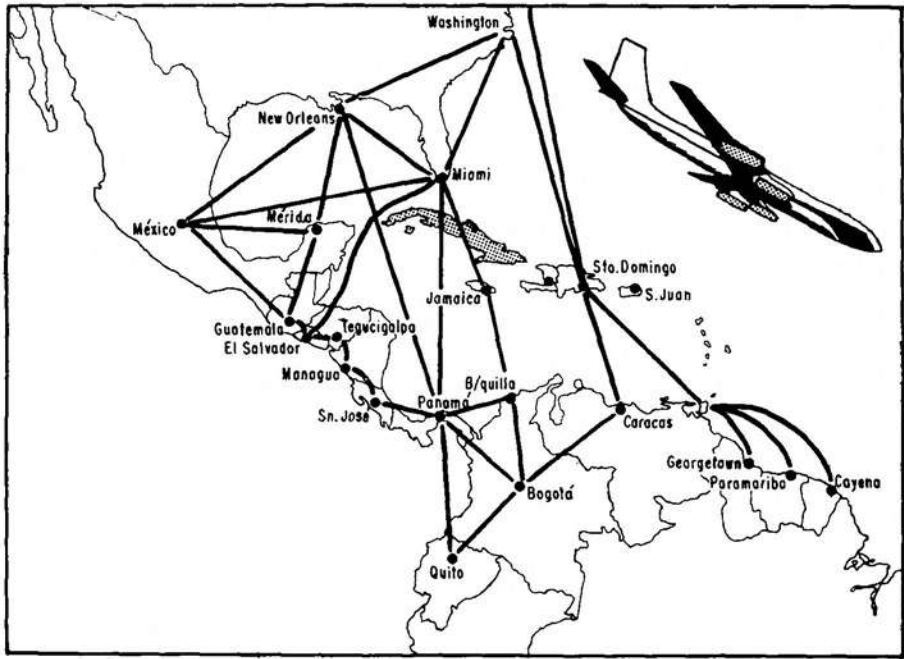 Washington
New Orleans
Miami
México
Mérida
Sto. Domingo
Jamaica
S. Juan
Guatemala
Tegucigalpa
El Salvador
Managua
B/quilla
Panamá
Sn. José
Caracas
Georgetown
Bogotá
Paramaribo
Cayena
Quito